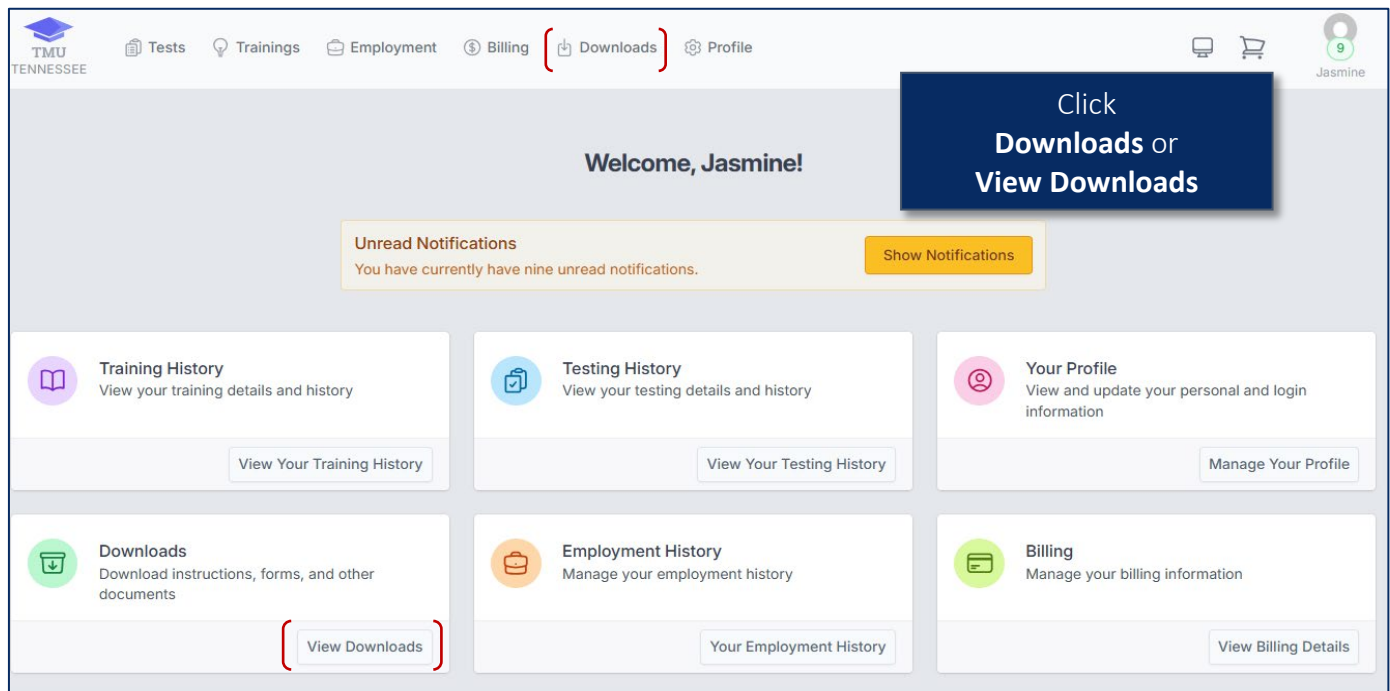 TMU
TENNESSEE
Tests Trainings Employment Billing Downloads Profile
9
Jasmine
Click
Downloads or
View Downloads
Welcome, Jasmine!
Unread Notifications
You have currently have nine unread notifications.
Show Notifications
Training History
View your training details and history
View Your Training History
Testing History
View your testing details and history
View Your Testing History
Your Profile
View and update your personal and login
information
Manage Your Profile
Downloads
Download instructions, forms, and other
documents
View Downloads
Employment History
Manage your employment history
Your Employment History
Billing
Manage your billing information
View Billing Details